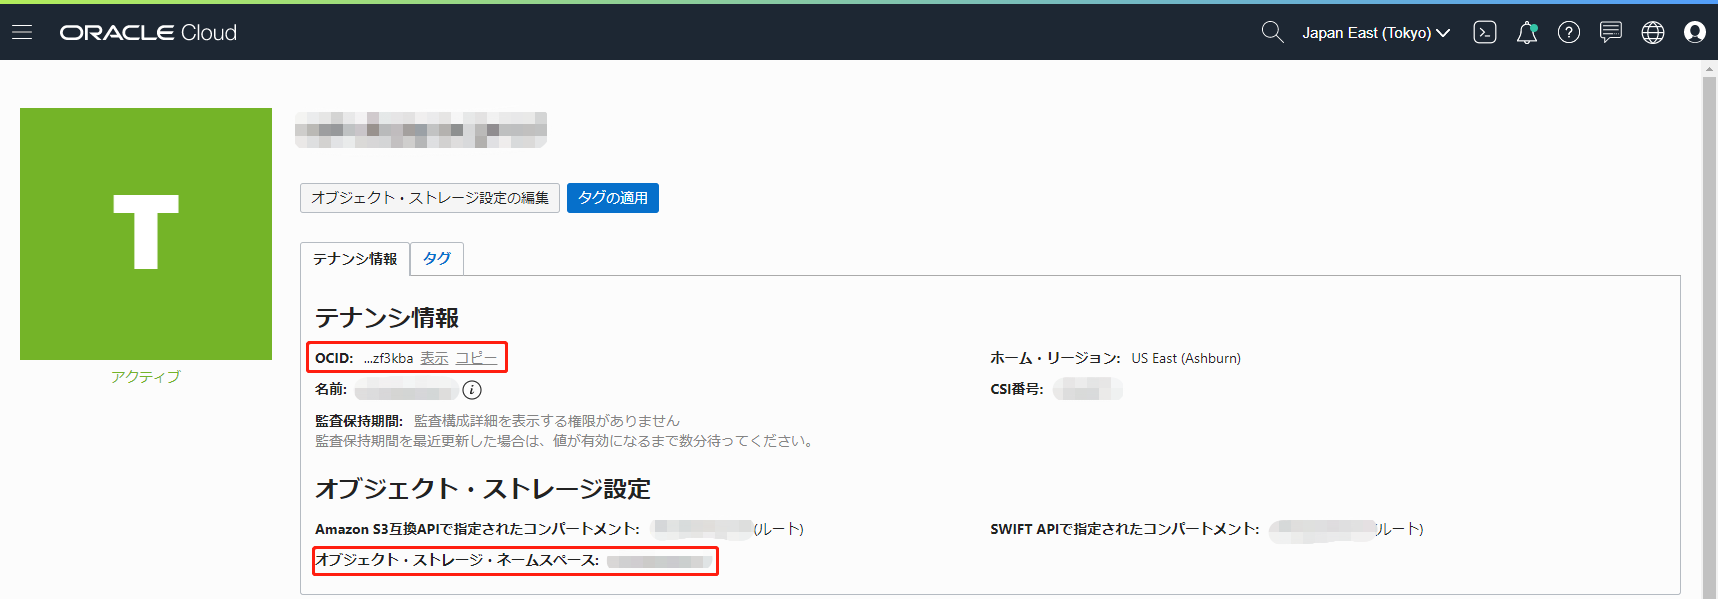 ORACLE Cloud
Japan East (Tokyo)
T
アクティブ
オブジェクト・ストレージ設定の編集 タグの適用
テナンシ情報 タグ
テナンシ情報
OCID: ...zf3kba 表示 コピー
ホーム・リージョン: US East (Ashburn)
名前:
CSI番号:
監査保持期間: 監査構成詳細を表示する権限がありません
監査保持期間を最近更新した場合は、値が有効になるまで数分待ってください。
オブジェクト・ストレージ設定
Amazon S3互換APIで指定されたコンパートメント: (ルート)
SWIFT APIで指定されたコンパートメント: (ルート)
オブジェクト・ストレージ・ネームスペース: